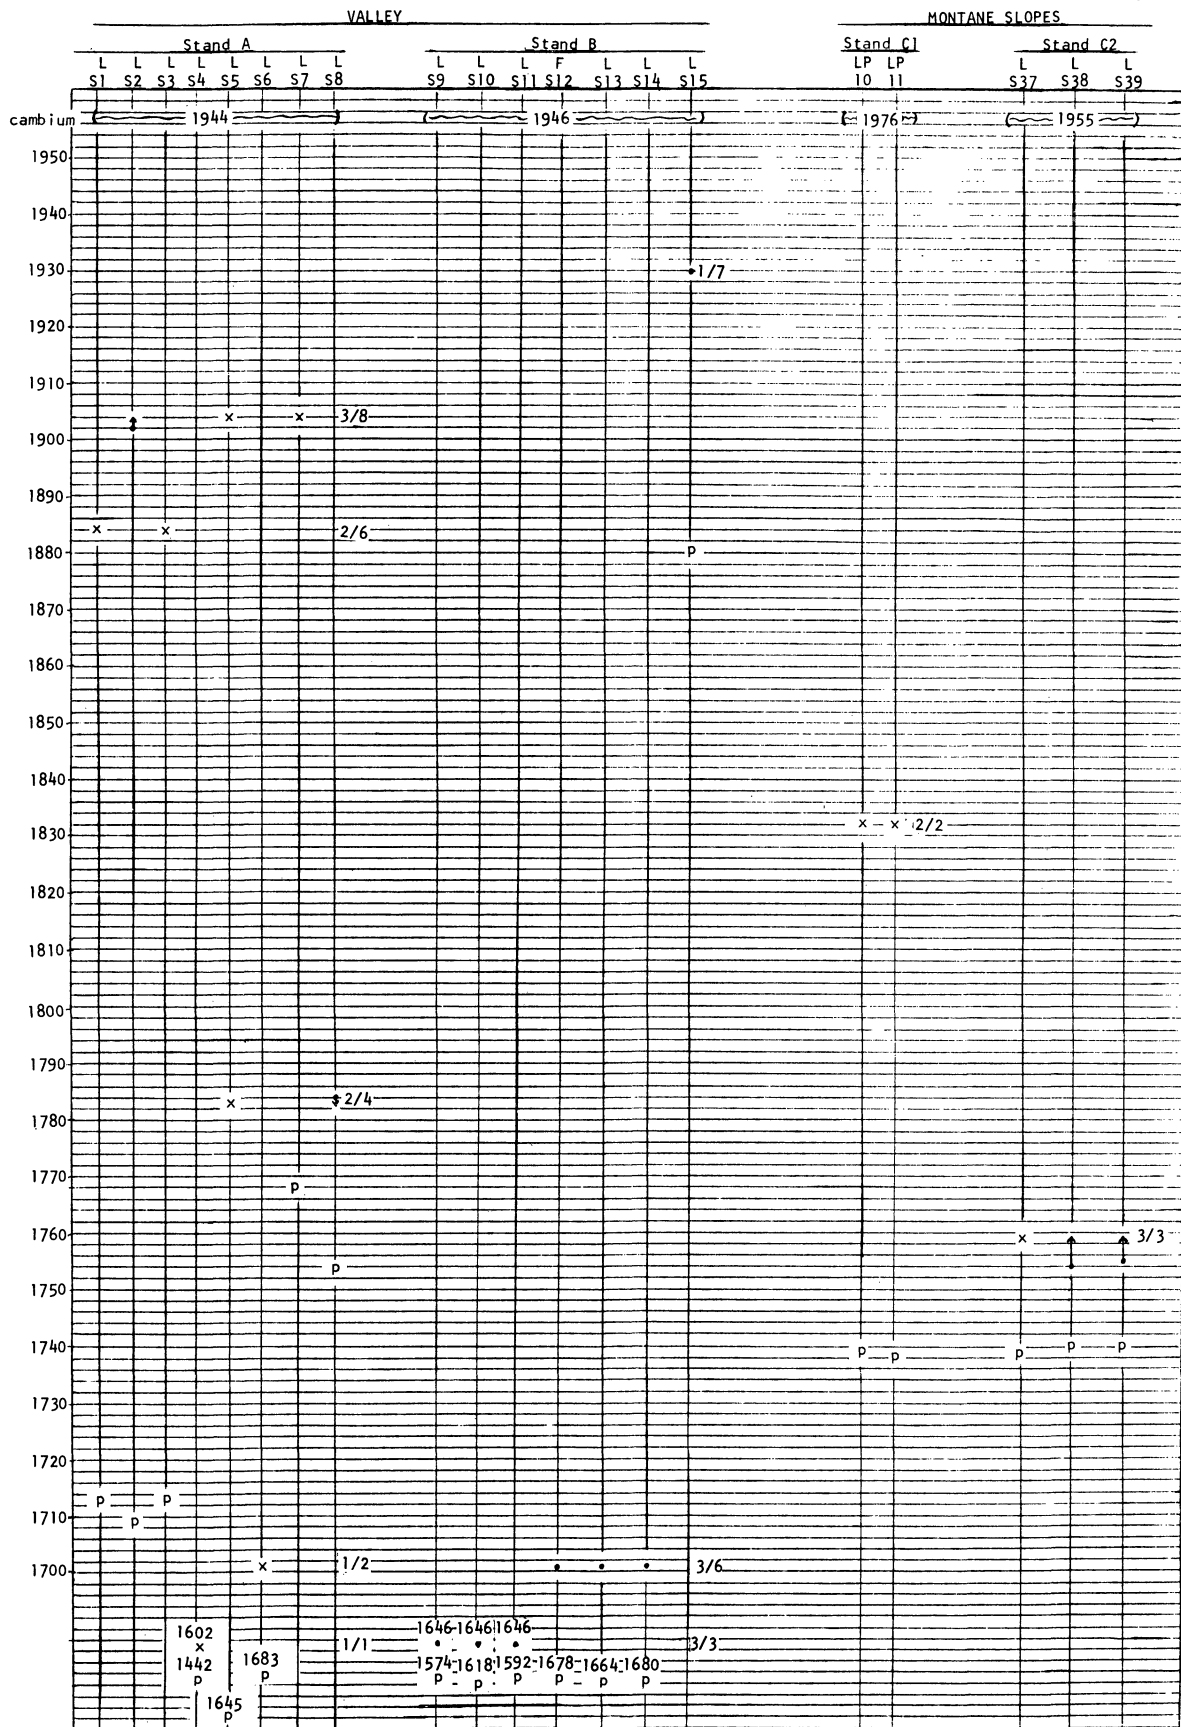 VALLEY MONTANE SLOPES
Stand A Stand B Stand C1 Stand C2
L L L L L L L L L L L F L L L LP LP L L L
S1 S2 S3 S4 S5 S6 S7 S8 S9 S10 S11 S12 S13 S14 S15 10 11 S37 S38 S39
cambium 1944 1946 1976 1955
1950
1940
1930 1/7
1920
1910
x x 3/8
1900
1890
x x 2/6
1880 p
1870
1860
1850
1840
x x 2/2
1830
1820
1810
1800
1790
x 2/4
1780
1770 p
1760 x 3/3
p
1750
1740 p p p p p
1730
1720
p p
1710 p
1700 x 1/2 3/6
1602 1646 1646 1646
x 1/1 3/3
1442 1683 1574 1618 1592 1678 1664 1680
p p p p p p p p
1645
p